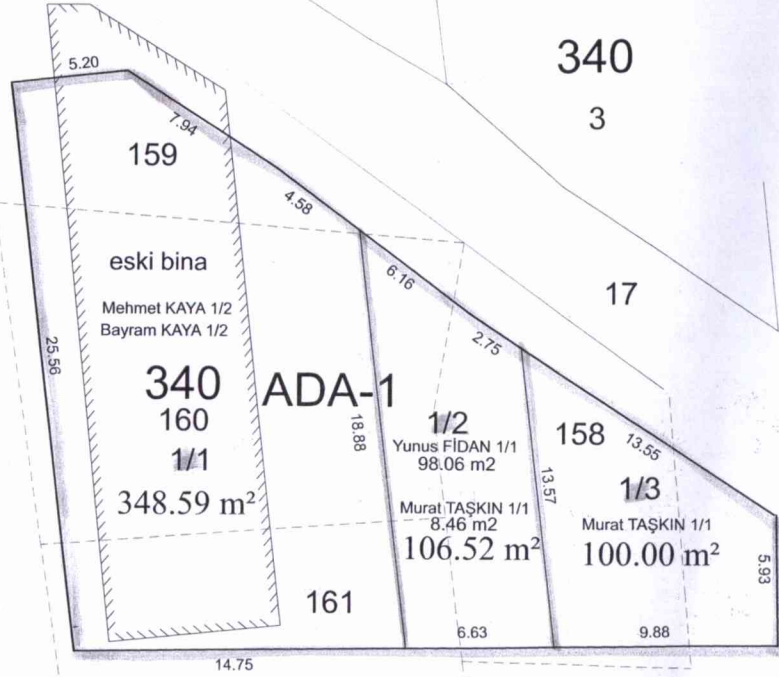 340
3
5.20
7.94
159
4.58
eski bina
6.16
17
Mehmet KAYA 1/2
Bayram KAYA 1/2
25.56
2.75
340 ADA-1
160
1/1
348.59 m²
18.88
1/2
Yunus FİDAN 1/1
98.06 m2
Murat TAŞKIN 1/1
8.46 m2
106.52 m²
158
13.55
13.57
1/3
Murat TAŞKIN 1/1
100.00 m²
5.93
161
6.63
9.88
14.75